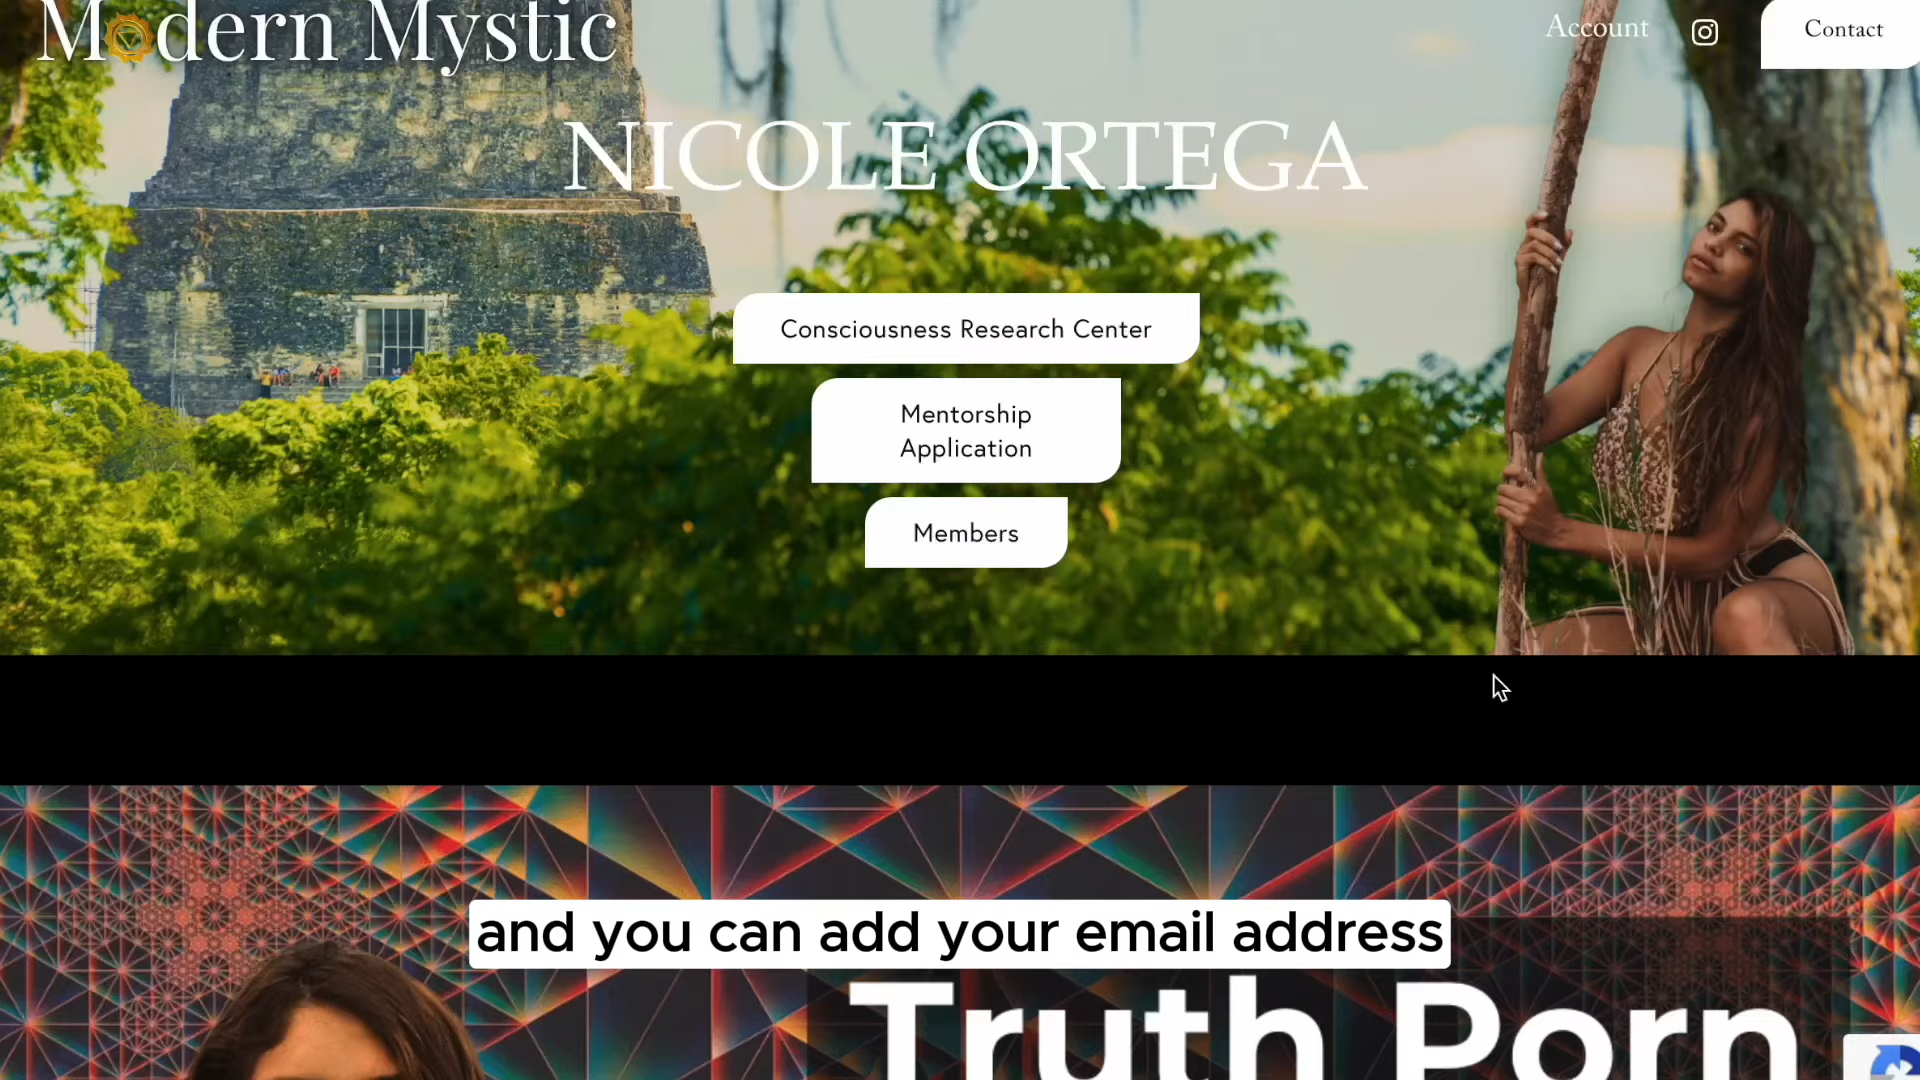 Modern Mystic
Account
Contact
NICOLE ORTEGA
Consciousness Research Center
Mentorship
Application
Members
and you can add your email address
Truth Porn